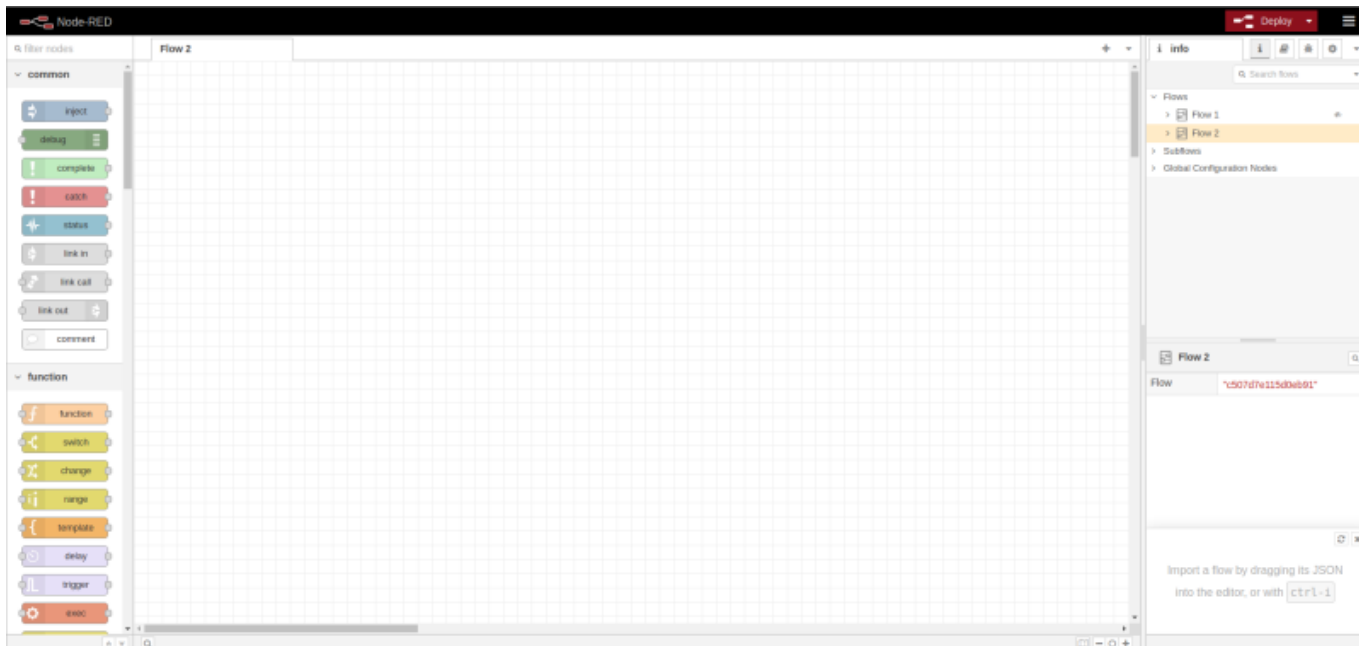 Node-RED
Deploy
filter nodes
Flow 2
info
Search flows
common
inject
debug
complete
catch
status
link in
link call
link out
comment
function
function
switch
change
range
template
delay
trigger
exec
Flows
Flow 1
Flow 2
Subflows
Global Configuration Nodes
Flow 2
Flow "c507d7e115d0eb91"
Import a flow by dragging its JSON
into the editor, or with ctrl-i